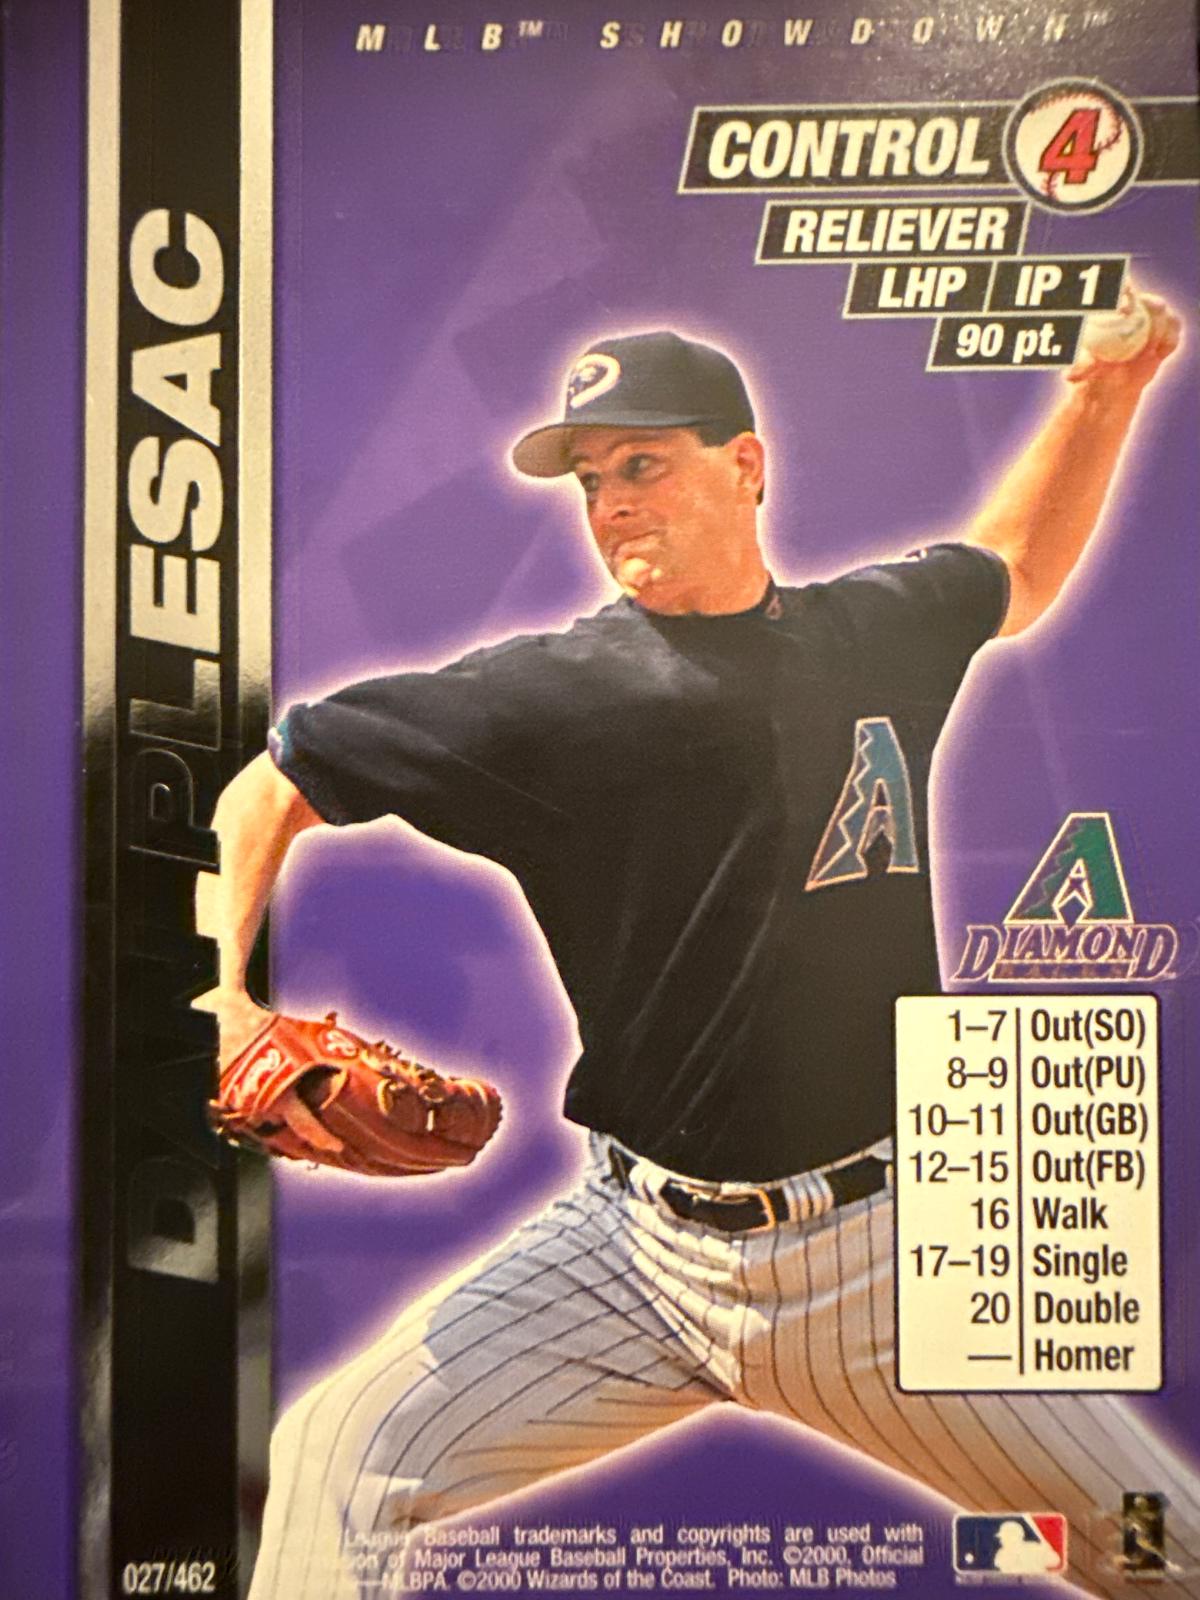 MLB™ SHOWDOWN™
CONTROL 4
RELIEVER
LHP IP 1
90 pt.
DAN PLESAC
A
A
DIAMOND
1–7 Out(SO)
8–9 Out(PU)
10–11 Out(GB)
12–15 Out(FB)
16 Walk
17–19 Single
20 Double
— Homer
League Baseball trademarks and copyrights are used with
of Major League Baseball Properties, Inc. ©2000. Official
MLBPA. ©2000 Wizards of the Coast. Photo: MLB Photos
027/462